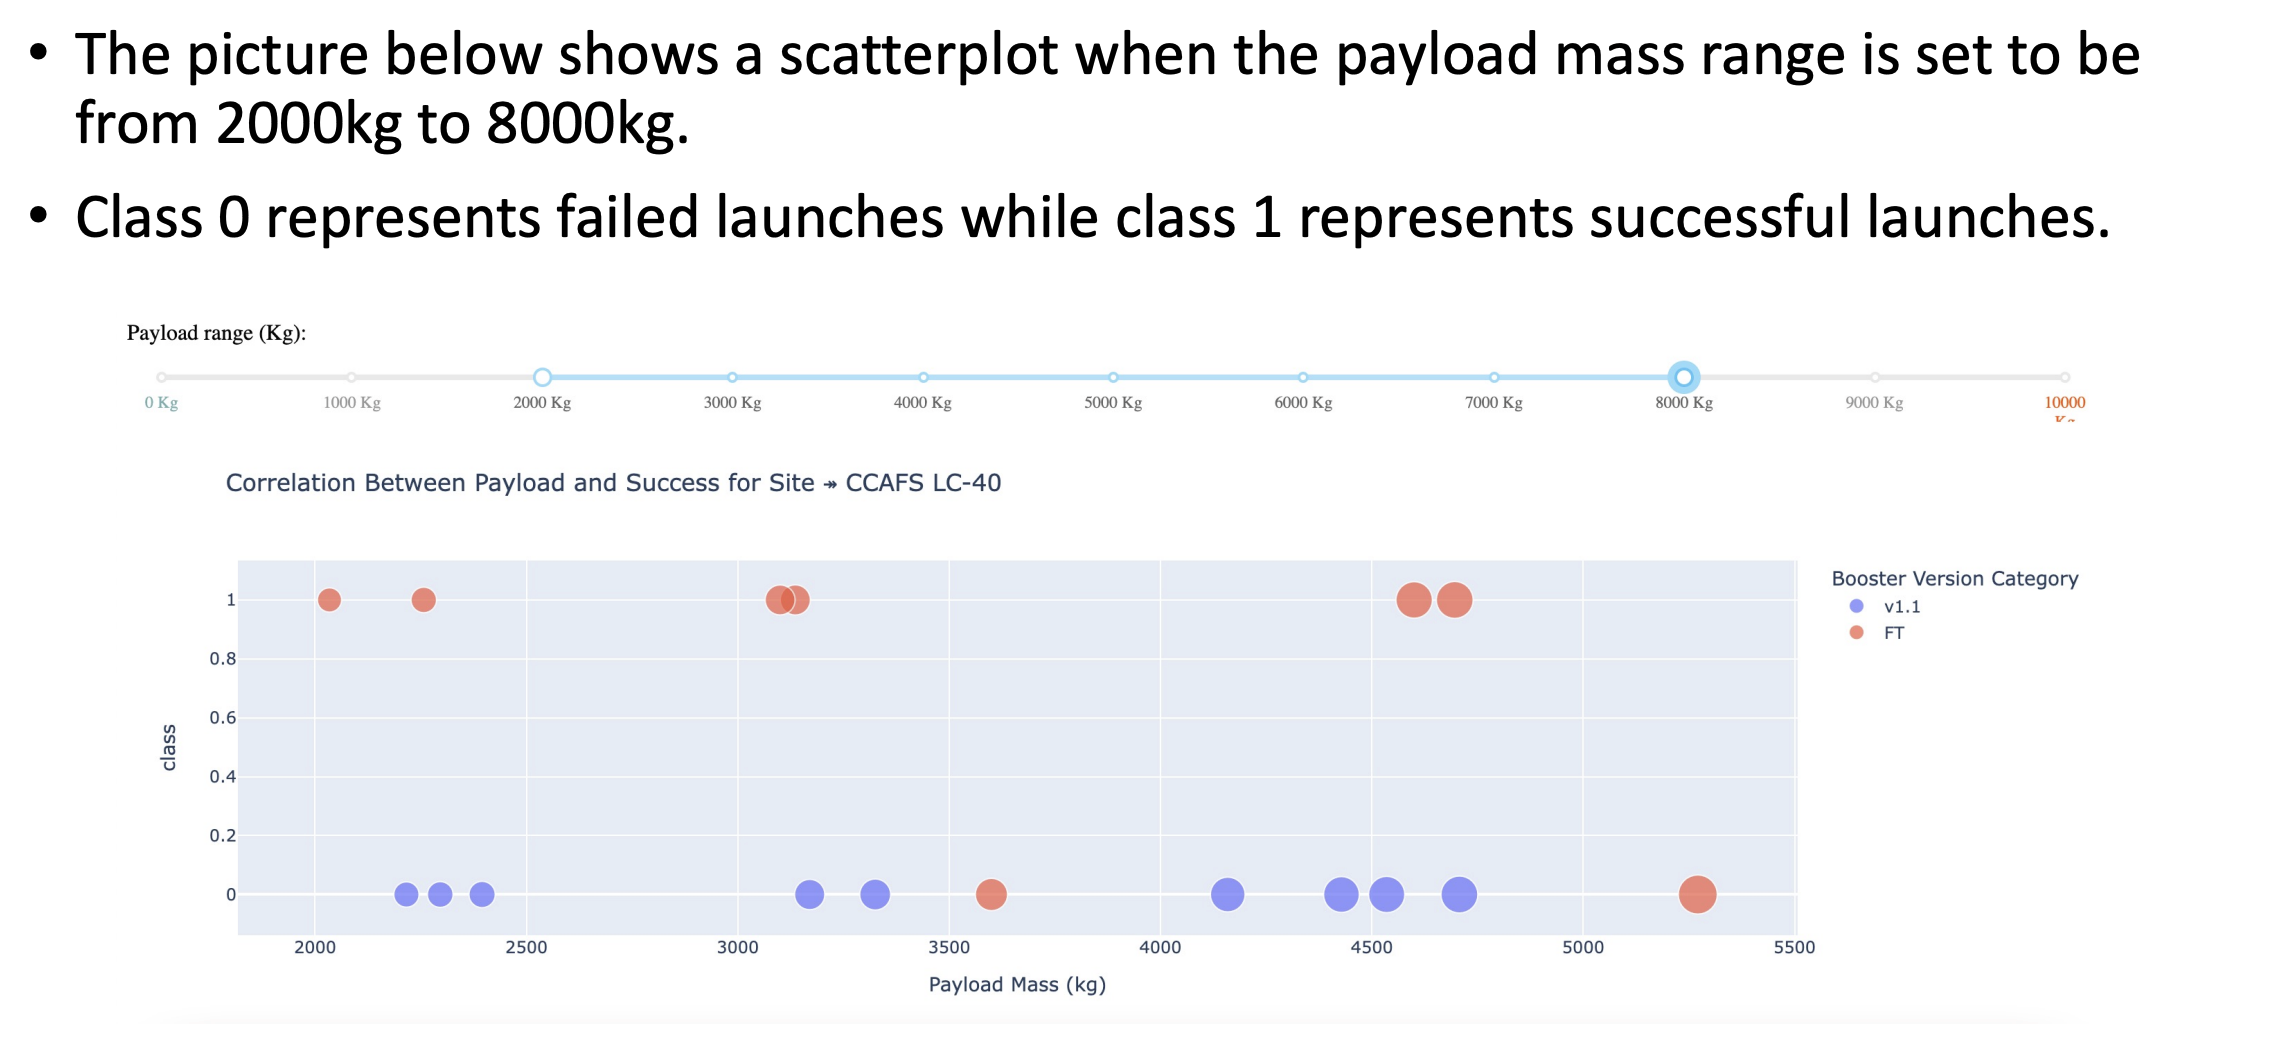 • The picture below shows a scatterplot when the payload mass range is set to be
from 2000kg to 8000kg.
• Class 0 represents failed launches while class 1 represents successful launches.
Payload range (Kg):
0 Kg 1000 Kg 2000 Kg 3000 Kg 4000 Kg 5000 Kg 6000 Kg 7000 Kg 8000 Kg 9000 Kg 10000
Kg
Correlation Between Payload and Success for Site ↠ CCAFS LC-40
Booster Version Category
v1.1
FT
1
0.8
0.6
0.4
0.2
0
class
2000 2500 3000 3500 4000 4500 5000 5500
Payload Mass (kg)